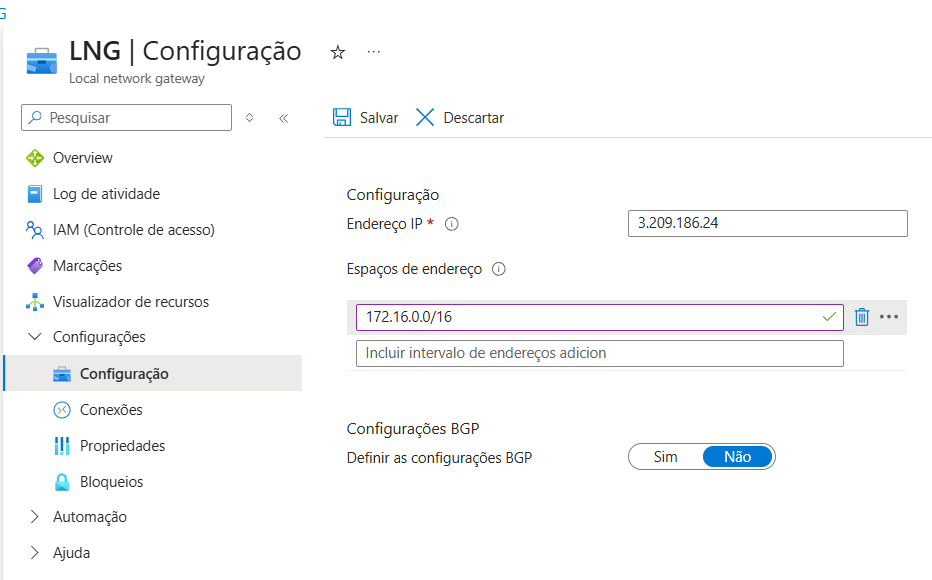 G
LNG | Configuração
Local network gateway
Pesquisar
Salvar
Descartar
Overview
Log de atividade
IAM (Controle de acesso)
Marcações
Visualizador de recursos
Configurações
Configuração
Conexões
Propriedades
Bloqueios
Automação
Ajuda
Configuração
Endereço IP *
3.209.186.24
Espaços de endereço
172.16.0.0/16
Incluir intervalo de endereços adicion
Configurações BGP
Definir as configurações BGP
Sim
Não